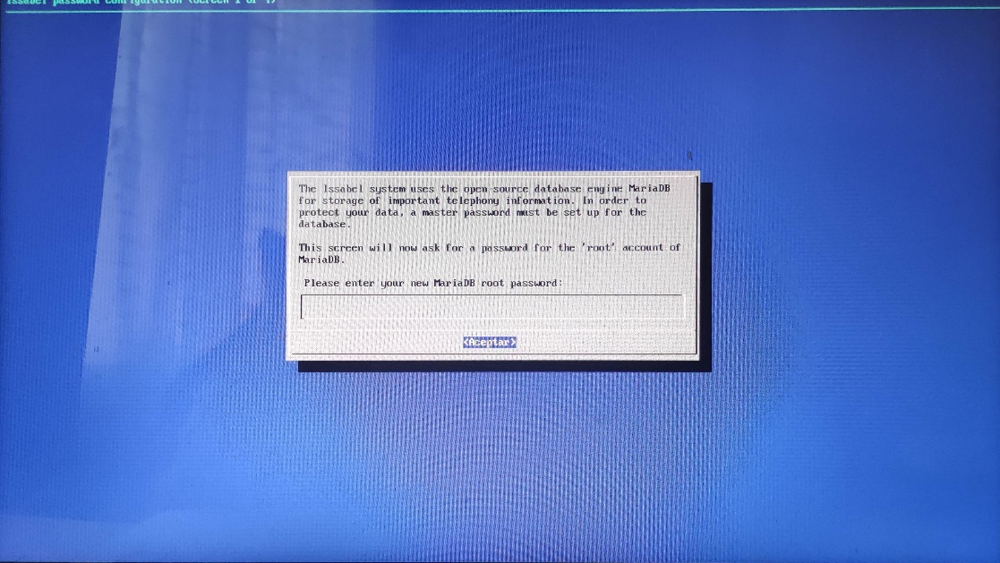 Issabel password configuration (Screen 1 of 4)
The Issabel system uses the open-source database engine MariaDB
for storage of important telephony information. In order to
protect your data, a master password must be set up for the
database.
This screen will now ask for a password for the 'root' account of
MariaDB.
Please enter your new MariaDB root password:
<Aceptar>